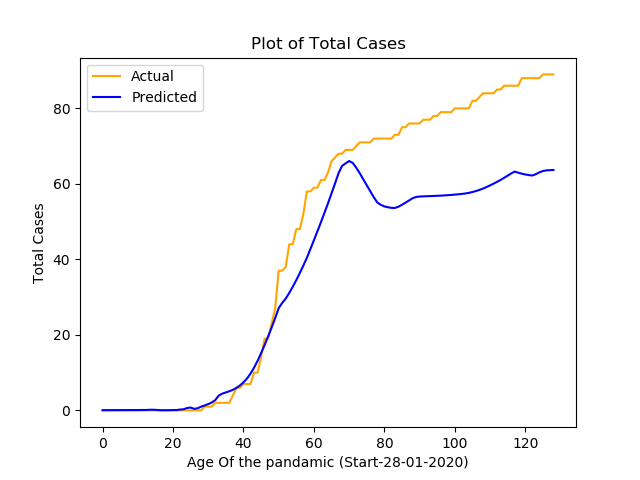 Plot of Total Cases
Actual
Predicted
80
60
40
20
0
Total Cases
0 20 40 60 80 100 120
Age Of the pandamic (Start-28-01-2020)